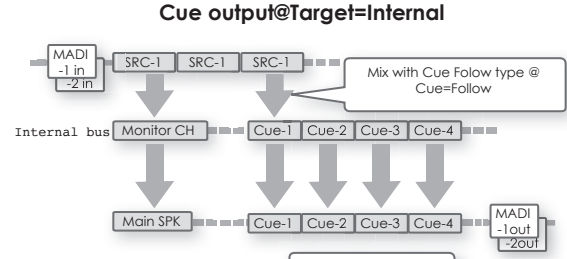 Cue output@Target=Internal
MADI
-1 in
-2 in
SRC-1 SRC-1 SRC-1
Mix with Cue Folow type @
Cue=Follow
Internal bus Monitor CH Cue-1 Cue-2 Cue-3 Cue-4
Main SPK Cue-1 Cue-2 Cue-3 Cue-4
MADI
-1out
-2out